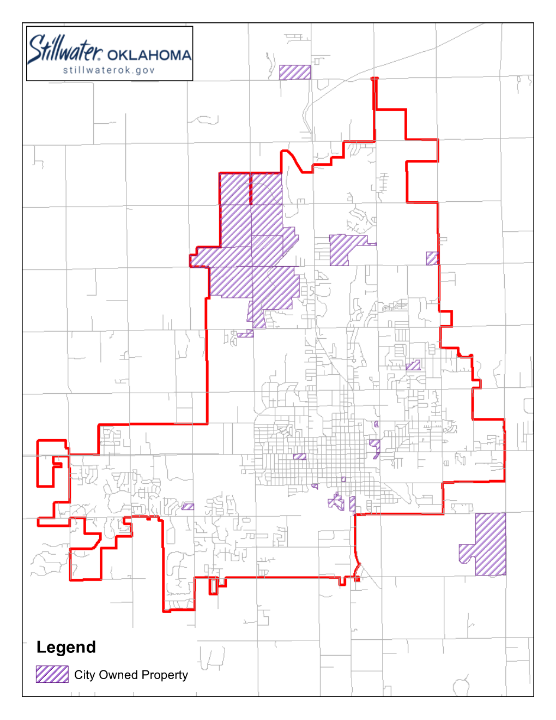 Stillwater. OKLAHOMA
stillwaterok.gov
Legend
City Owned Property